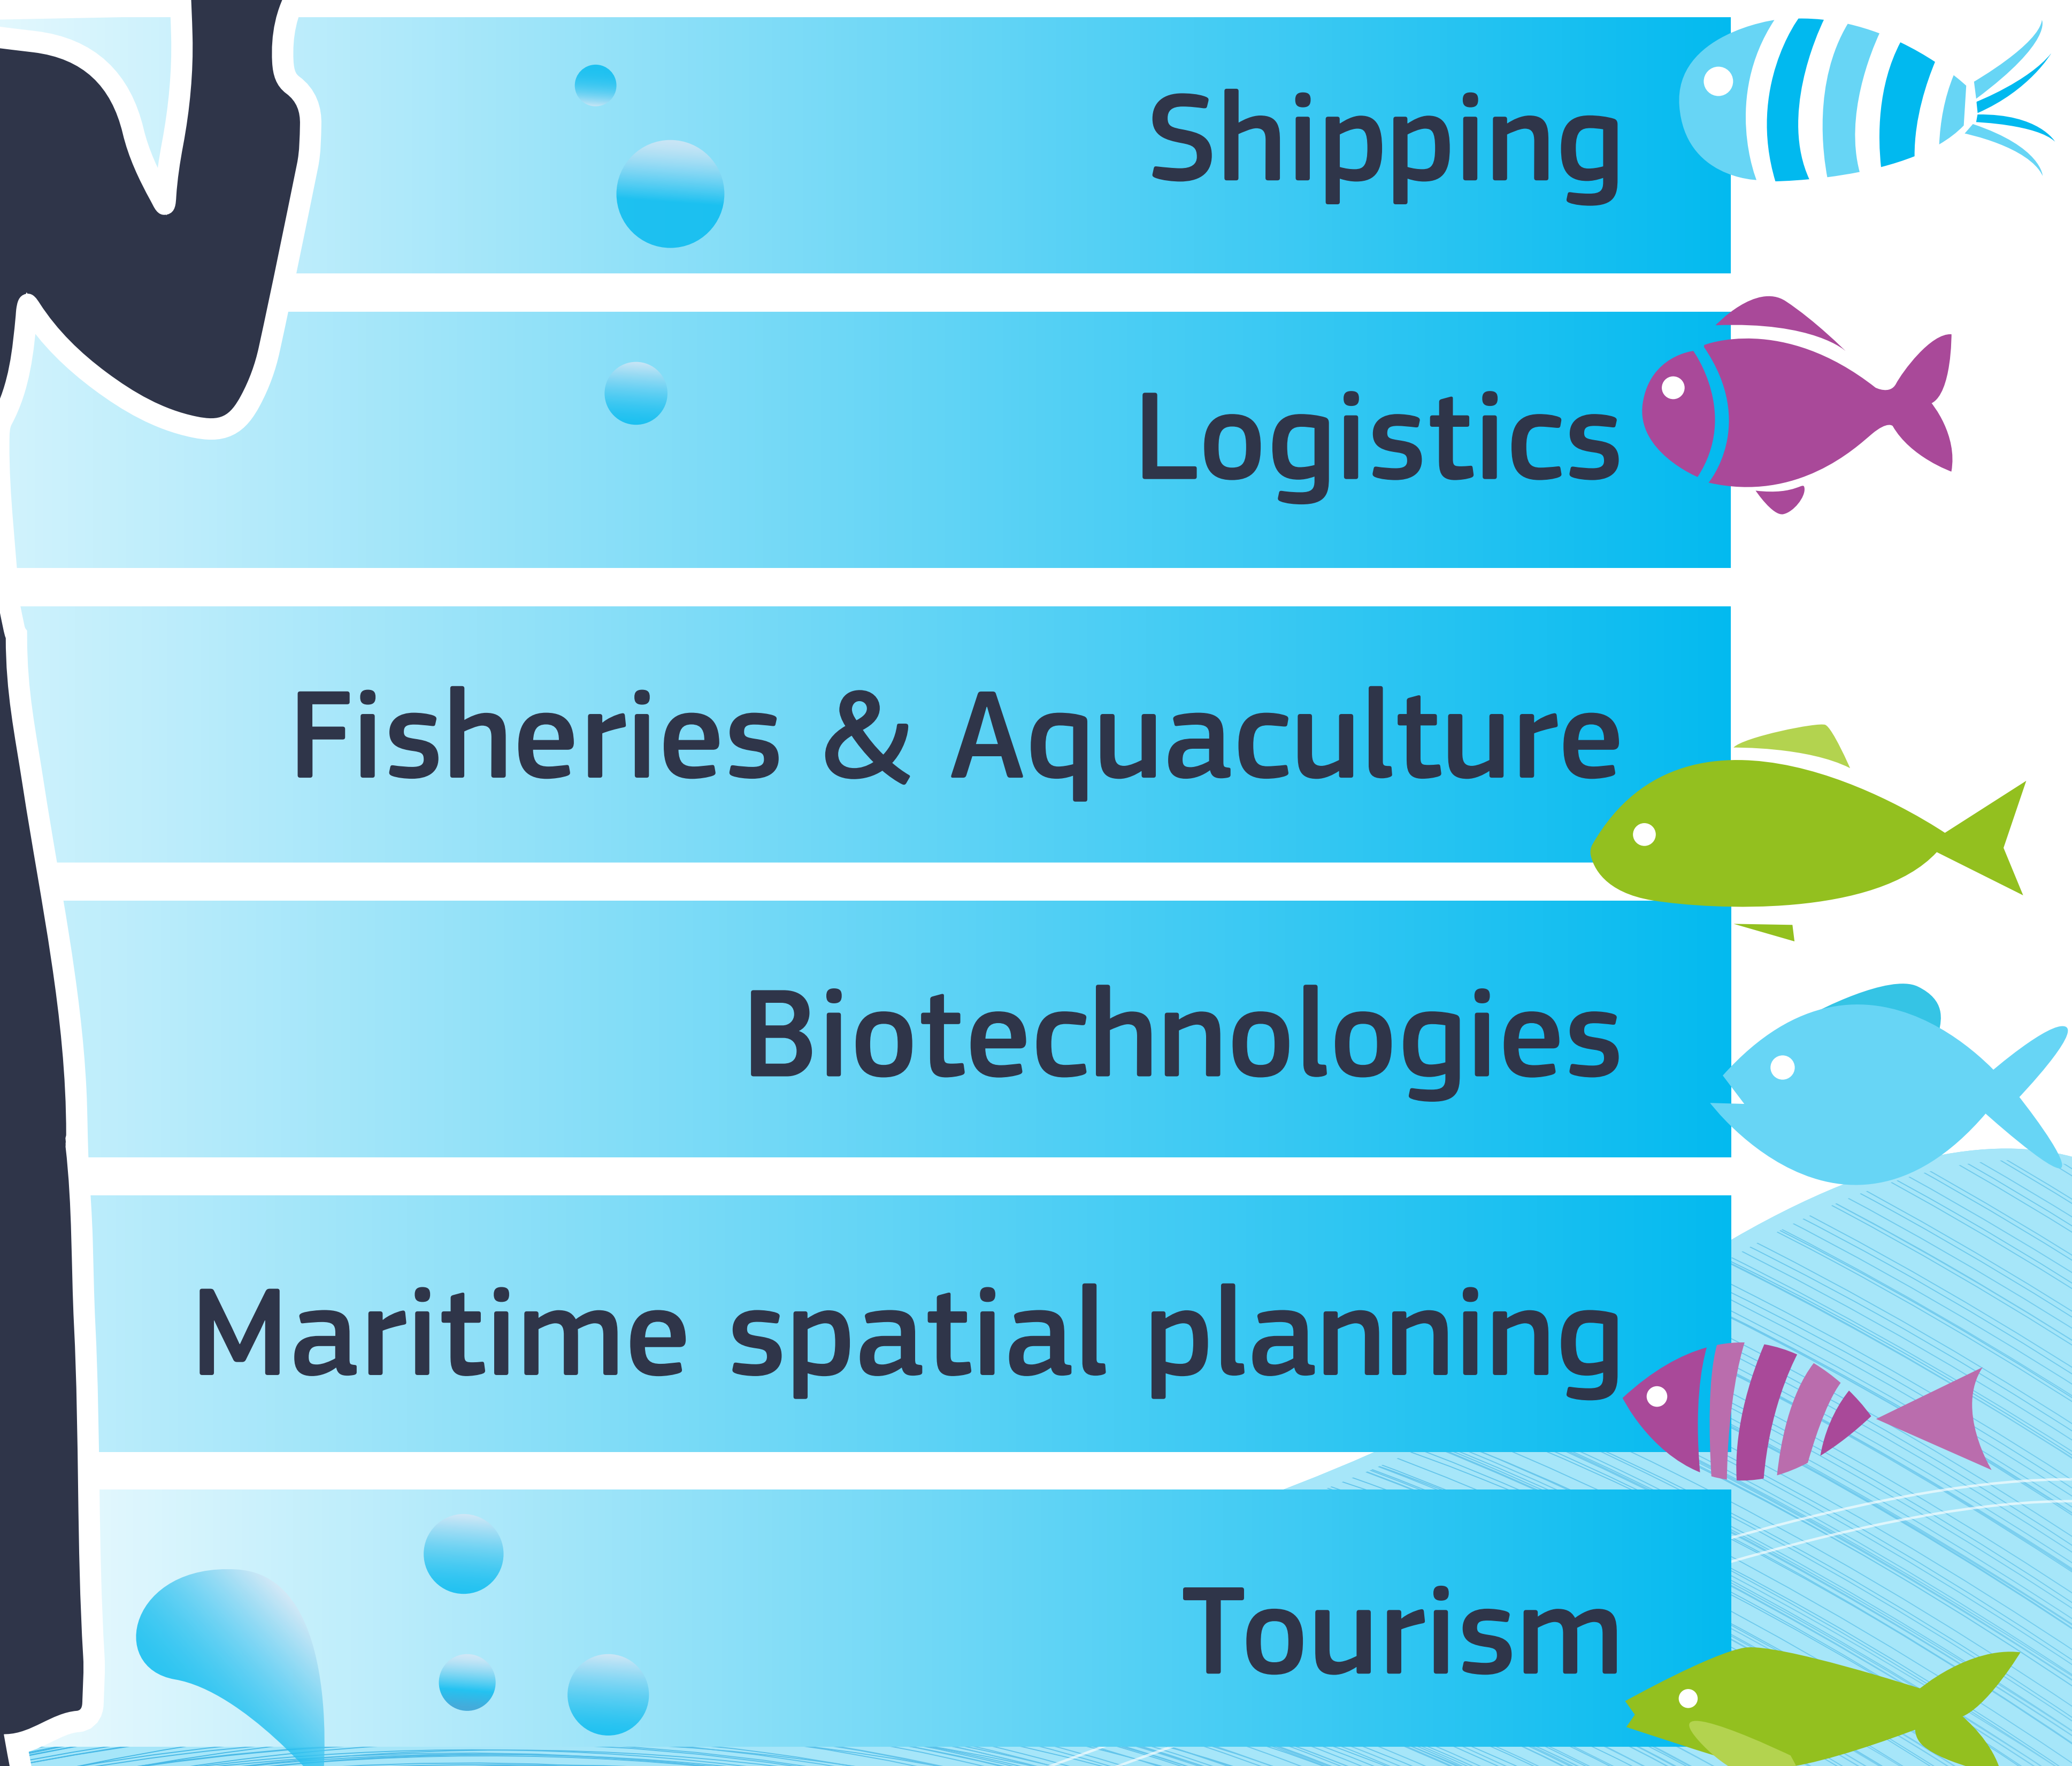 Shipping
Logistics
Fisheries & Aquaculture
Biotechnologies
Maritime spatial planning
Tourism